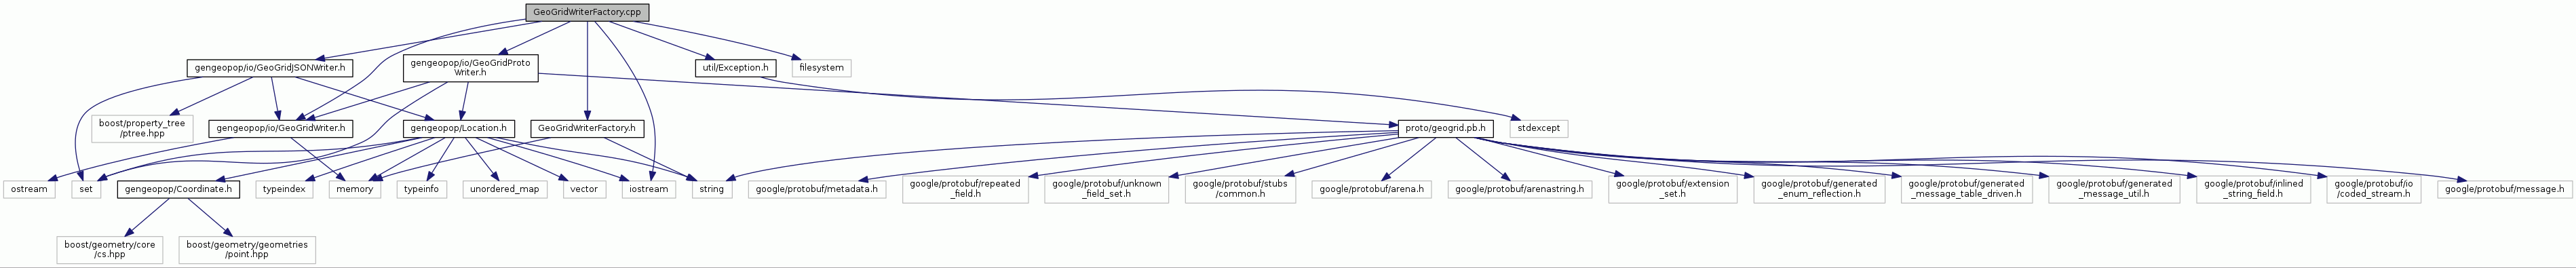 GeoGridWriterFactory.cpp
gengeopop/io/GeoGridJSONWriter.h
gengeopop/io/GeoGridProto
Writer.h
util/Exception.h
filesystem
boost/property_tree
/ptree.hpp
gengeopop/io/GeoGridWriter.h
gengeopop/Location.h
GeoGridWriterFactory.h
proto/geogrid.pb.h
stdexcept
ostream
set
gengeopop/Coordinate.h
typeindex
memory
typeinfo
unordered_map
vector
iostream
string
google/protobuf/metadata.h
google/protobuf/repeated
_field.h
google/protobuf/unknown
_field_set.h
google/protobuf/stubs
/common.h
google/protobuf/arena.h
google/protobuf/arenastring.h
google/protobuf/extension
_set.h
google/protobuf/generated
_enum_reflection.h
google/protobuf/generated
_message_table_driven.h
google/protobuf/generated
_message_util.h
google/protobuf/inlined
_string_field.h
google/protobuf/io
/coded_stream.h
google/protobuf/message.h
boost/geometry/core
/cs.hpp
boost/geometry/geometries
/point.hpp